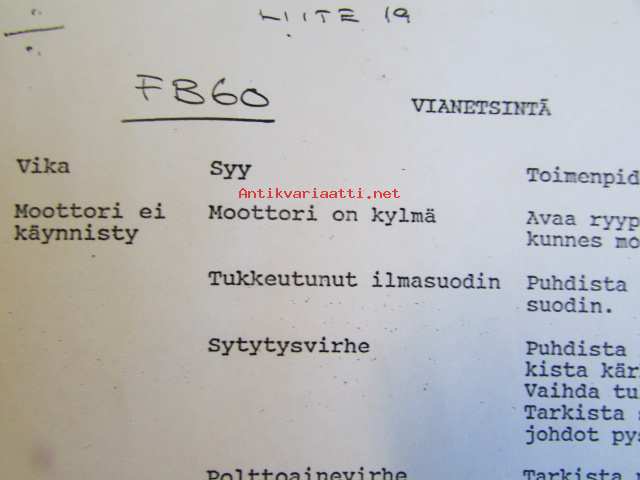 LIITE 19
FB60
VIANETSINTÄ
Vika Syy Toimenpid
Antikvariaatti.net
Moottori ei Moottori on kylmä Avaa ryyp
käynnisty kunnes mo
Tukkeutunut ilmasuodin Puhdista
suodin.
Sytytysvirhe Puhdista
kista kär
Vaihda tu
Tarkista s
johdot pys
Polttoainevirhe Tarkista